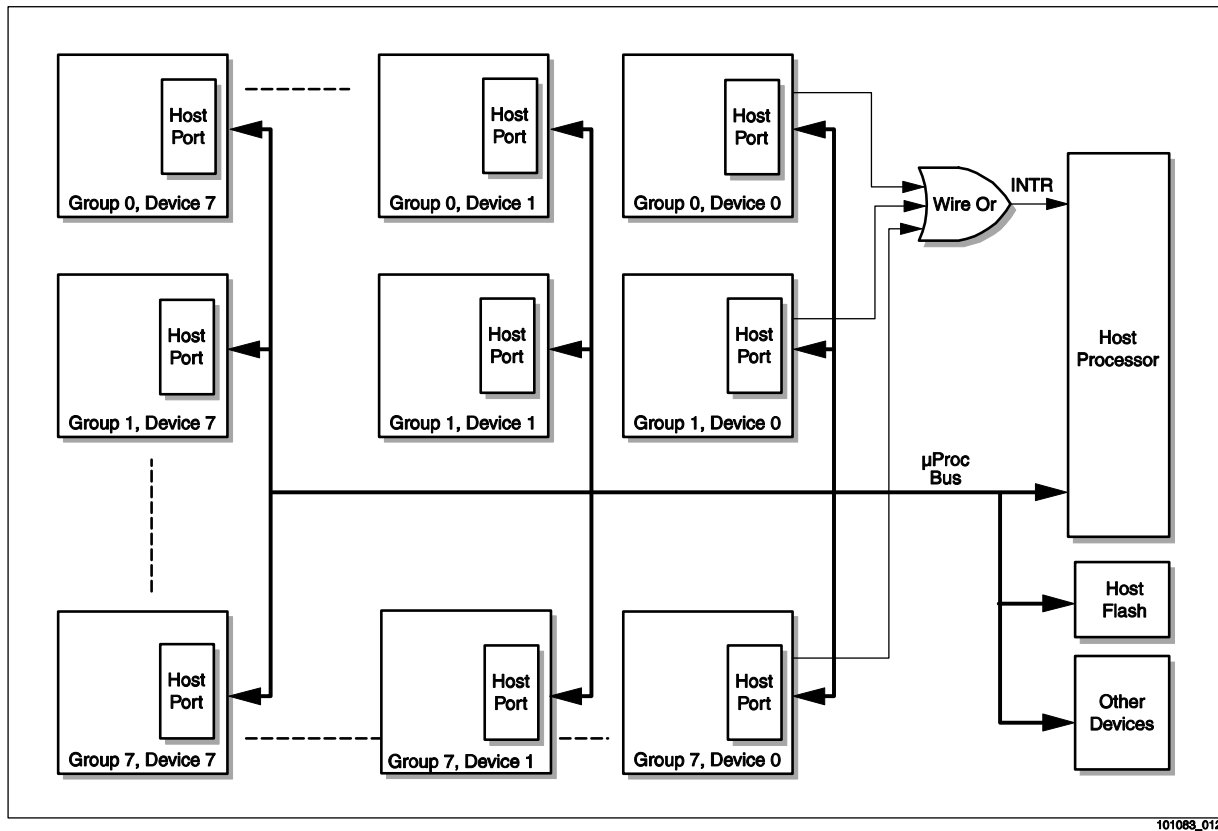 Host
Port
Group 0, Device 7
Host
Port
Group 0, Device 1
Host
Port
Group 0, Device 0
Wire Or
INTR
Host
Port
Group 1, Device 7
Host
Port
Group 1, Device 1
Host
Port
Group 1, Device 0
Host
Processor
µProc
Bus
Host
Flash
Host
Port
Group 7, Device 7
Host
Port
Group 7, Device 1
Host
Port
Group 7, Device 0
Other
Devices
101083_012